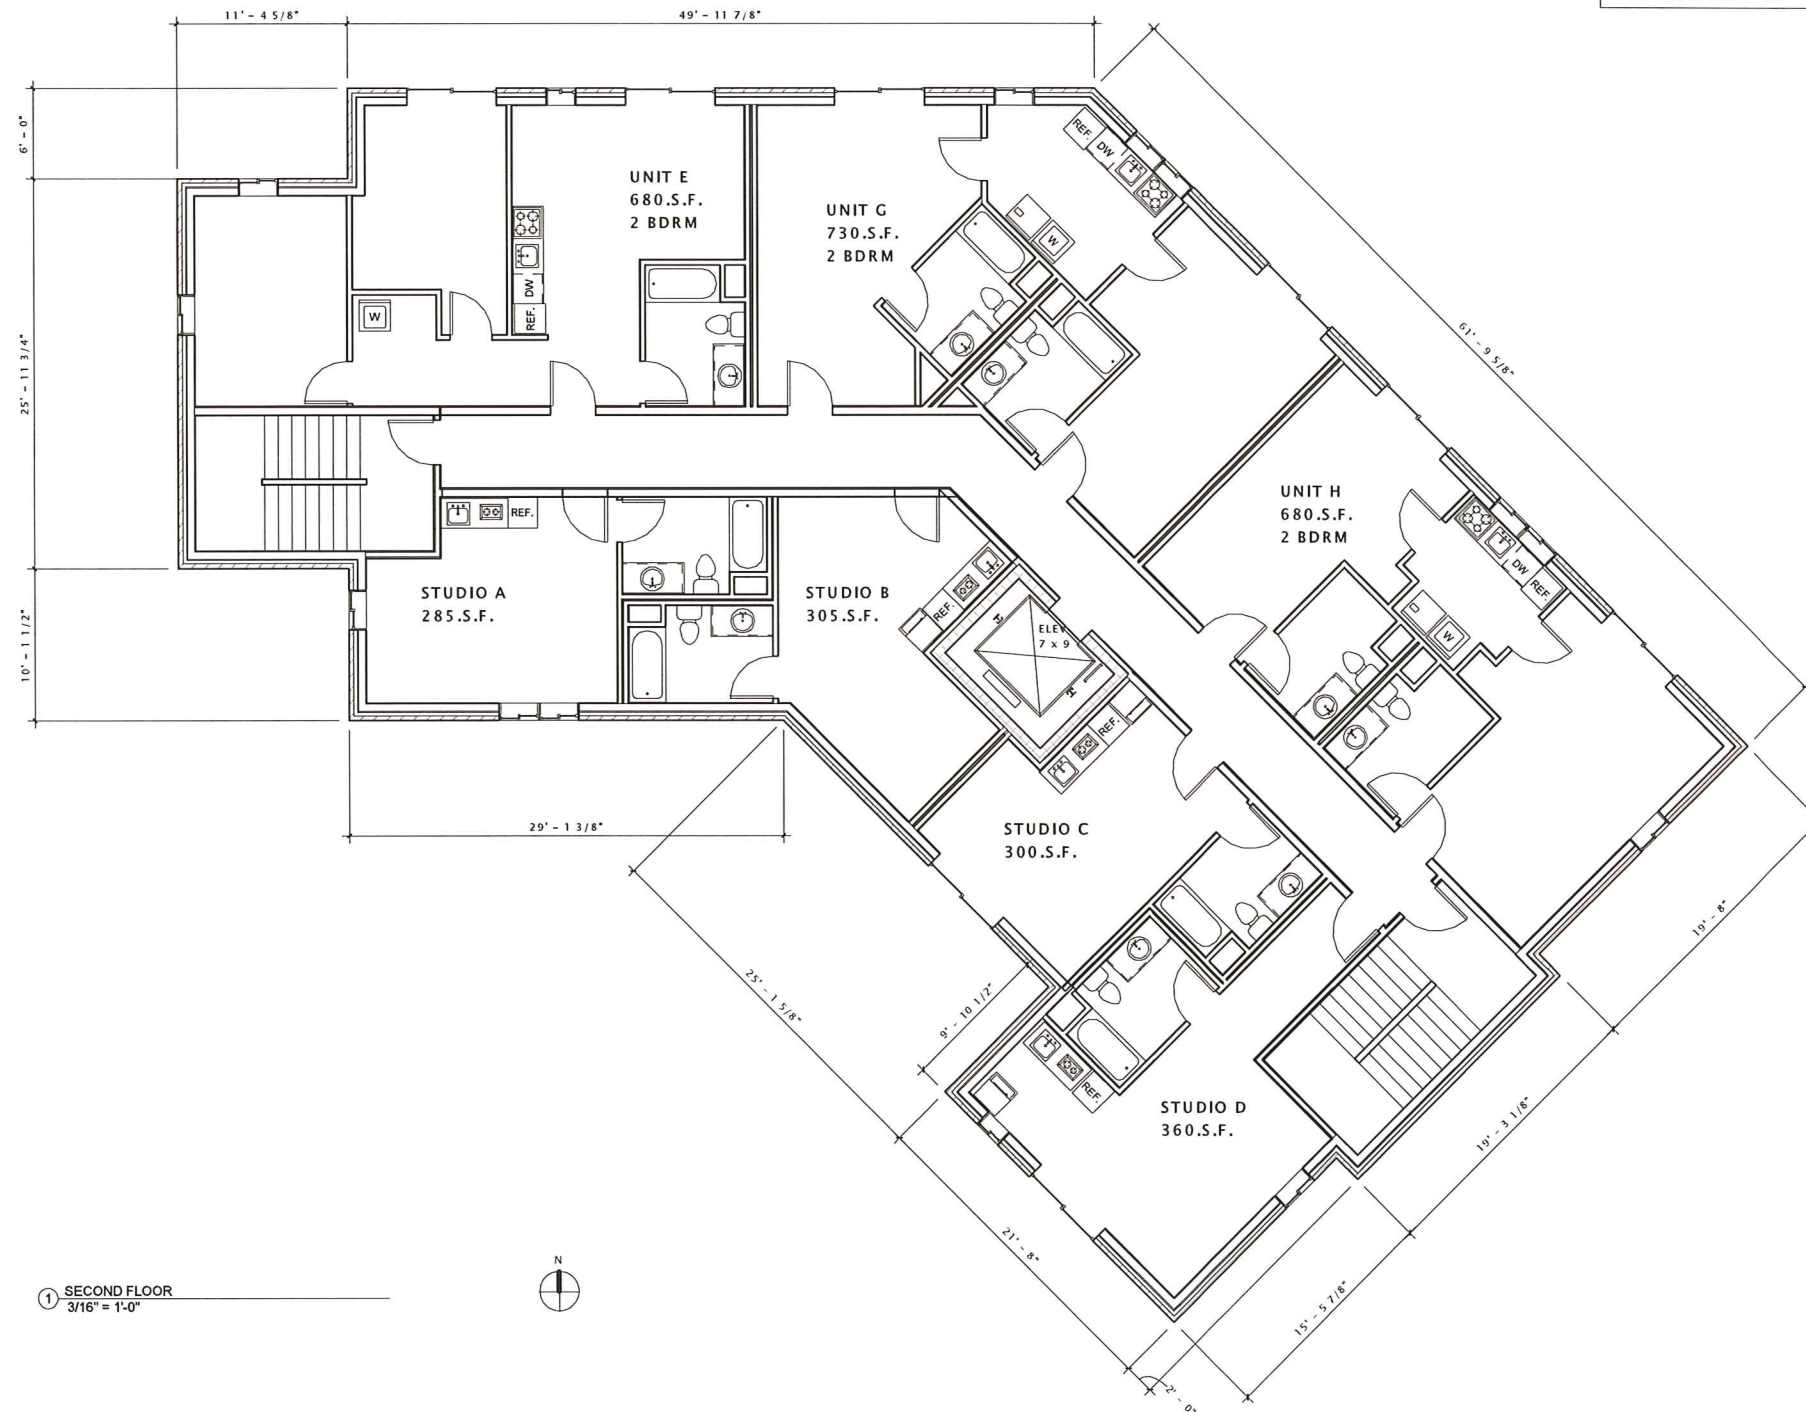 11' - 4 5/8"
49' - 11 7/8"
6' - 0"
25' - 11 3/4"
10' - 1 1/2"
61' - 9 5/8"
UNIT E
680.S.F.
2 BDRM
UNIT G
730.S.F.
2 BDRM
REF.
DW
W
DW
REF.
W
UNIT H
680.S.F.
2 BDRM
REF.
DW
REF.
W
STUDIO A
285.S.F.
STUDIO B
305.S.F.
REF.
ELEV
7 x 9
REF.
STUDIO C
300.S.F.
29' - 1 3/8"
25' - 1 5/8"
9' - 10 1/2"
19' - 8"
REF.
STUDIO D
360.S.F.
19' - 3 1/8"
21' - 8"
15' - 5 7/8"
2' - 0"
N
1 SECOND FLOOR
3/16" = 1'-0"